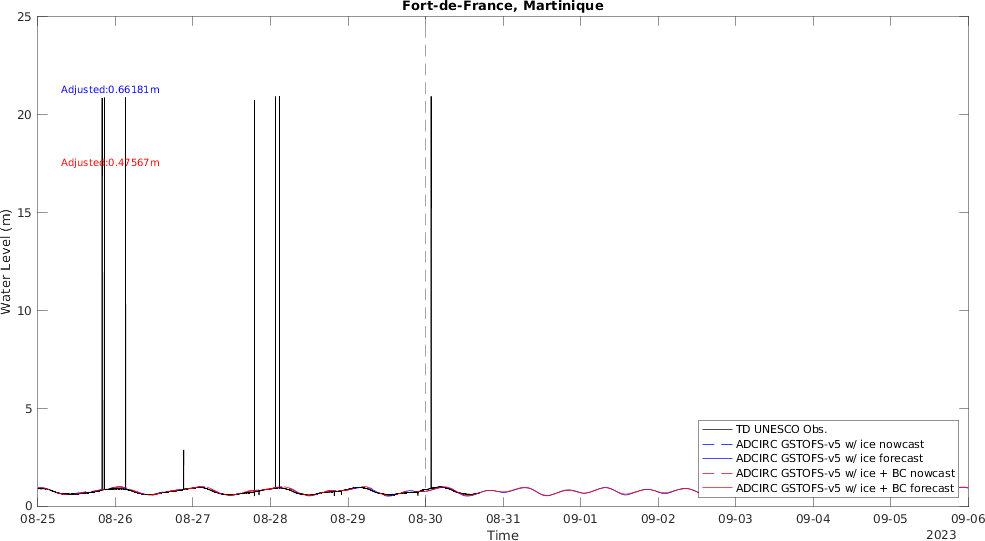 Fort-de-France, Martinique
25
20
15
10
5
0
Water Level (m)
Adjusted:0.66181m
Adjusted:0.47567m
TD UNESCO Obs.
ADCIRC GSTOFS-v5 w/ ice nowcast
ADCIRC GSTOFS-v5 w/ ice forecast
ADCIRC GSTOFS-v5 w/ ice + BC nowcast
ADCIRC GSTOFS-v5 w/ ice + BC forecast
08-25 08-26 08-27 08-28 08-29 08-30 08-31 09-01 09-02 09-03 09-04 09-05 09-06
Time
2023